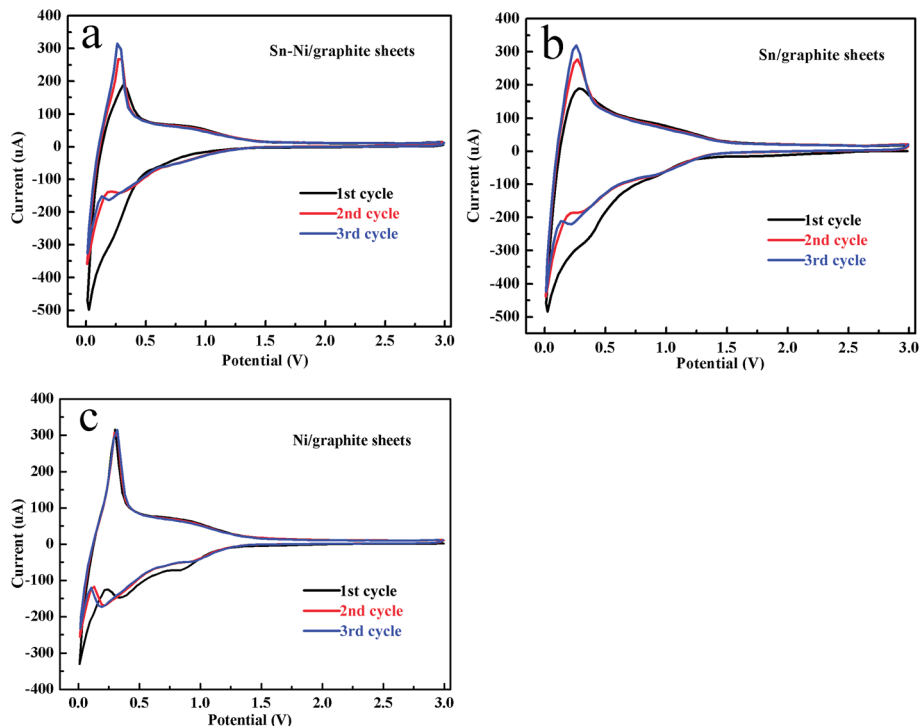 a
Sn-Ni/graphite sheets
400
300
200
100
0
-100
-200
-300
-400
-500
Current (uA)
1st cycle
2nd cycle
3rd cycle
0.0 0.5 1.0 1.5 2.0 2.5 3.0
Potential (V)
b
Sn/graphite sheets
400
300
200
100
0
-100
-200
-300
-400
-500
Current (uA)
1st cycle
2nd cycle
3rd cycle
0.0 0.5 1.0 1.5 2.0 2.5 3.0
Potential (V)
c
Ni/graphite sheets
400
300
200
100
0
-100
-200
-300
-400
Current (uA)
1st cycle
2nd cycle
3rd cycle
0.0 0.5 1.0 1.5 2.0 2.5 3.0
Potential (V)